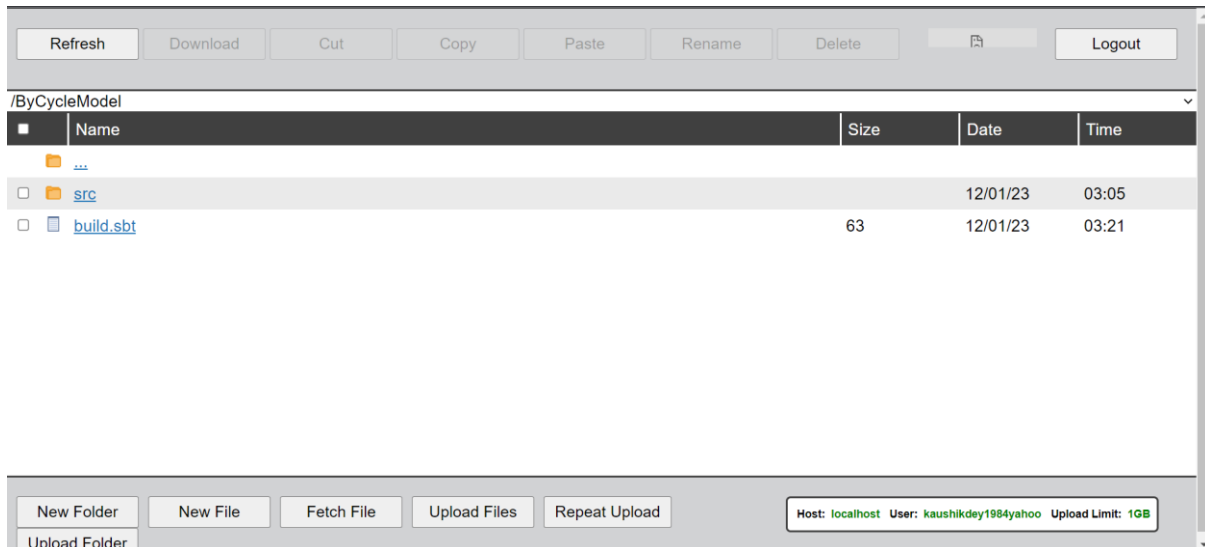 Refresh Download Cut Copy Paste Rename Delete Logout
/ByCycleModel
Name Size Date Time
...
src 12/01/23 03:05
build.sbt 63 12/01/23 03:21
New Folder New File Fetch File Upload Files Repeat Upload Host: localhost User: kaushikdey1984yahoo Upload Limit: 1GB
Upload Folder